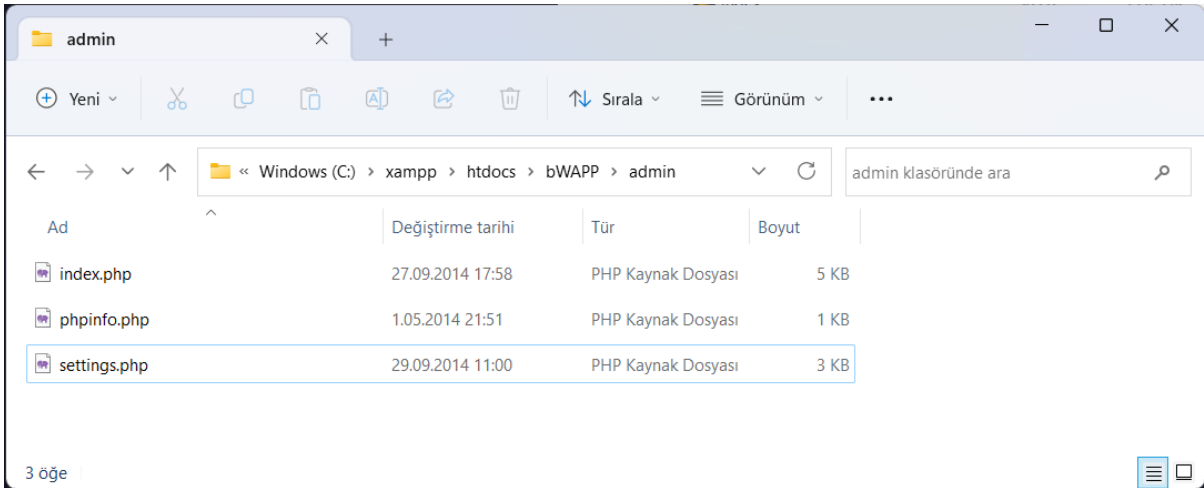 admin
Yeni
Sırala
Görünüm
« Windows (C:) > xampp > htdocs > bWAPP > admin
admin klasöründe ara
Ad Değiştirme tarihi Tür Boyut
index.php 27.09.2014 17:58 PHP Kaynak Dosyası 5 KB
phpinfo.php 1.05.2014 21:51 PHP Kaynak Dosyası 1 KB
settings.php 29.09.2014 11:00 PHP Kaynak Dosyası 3 KB
3 öğe